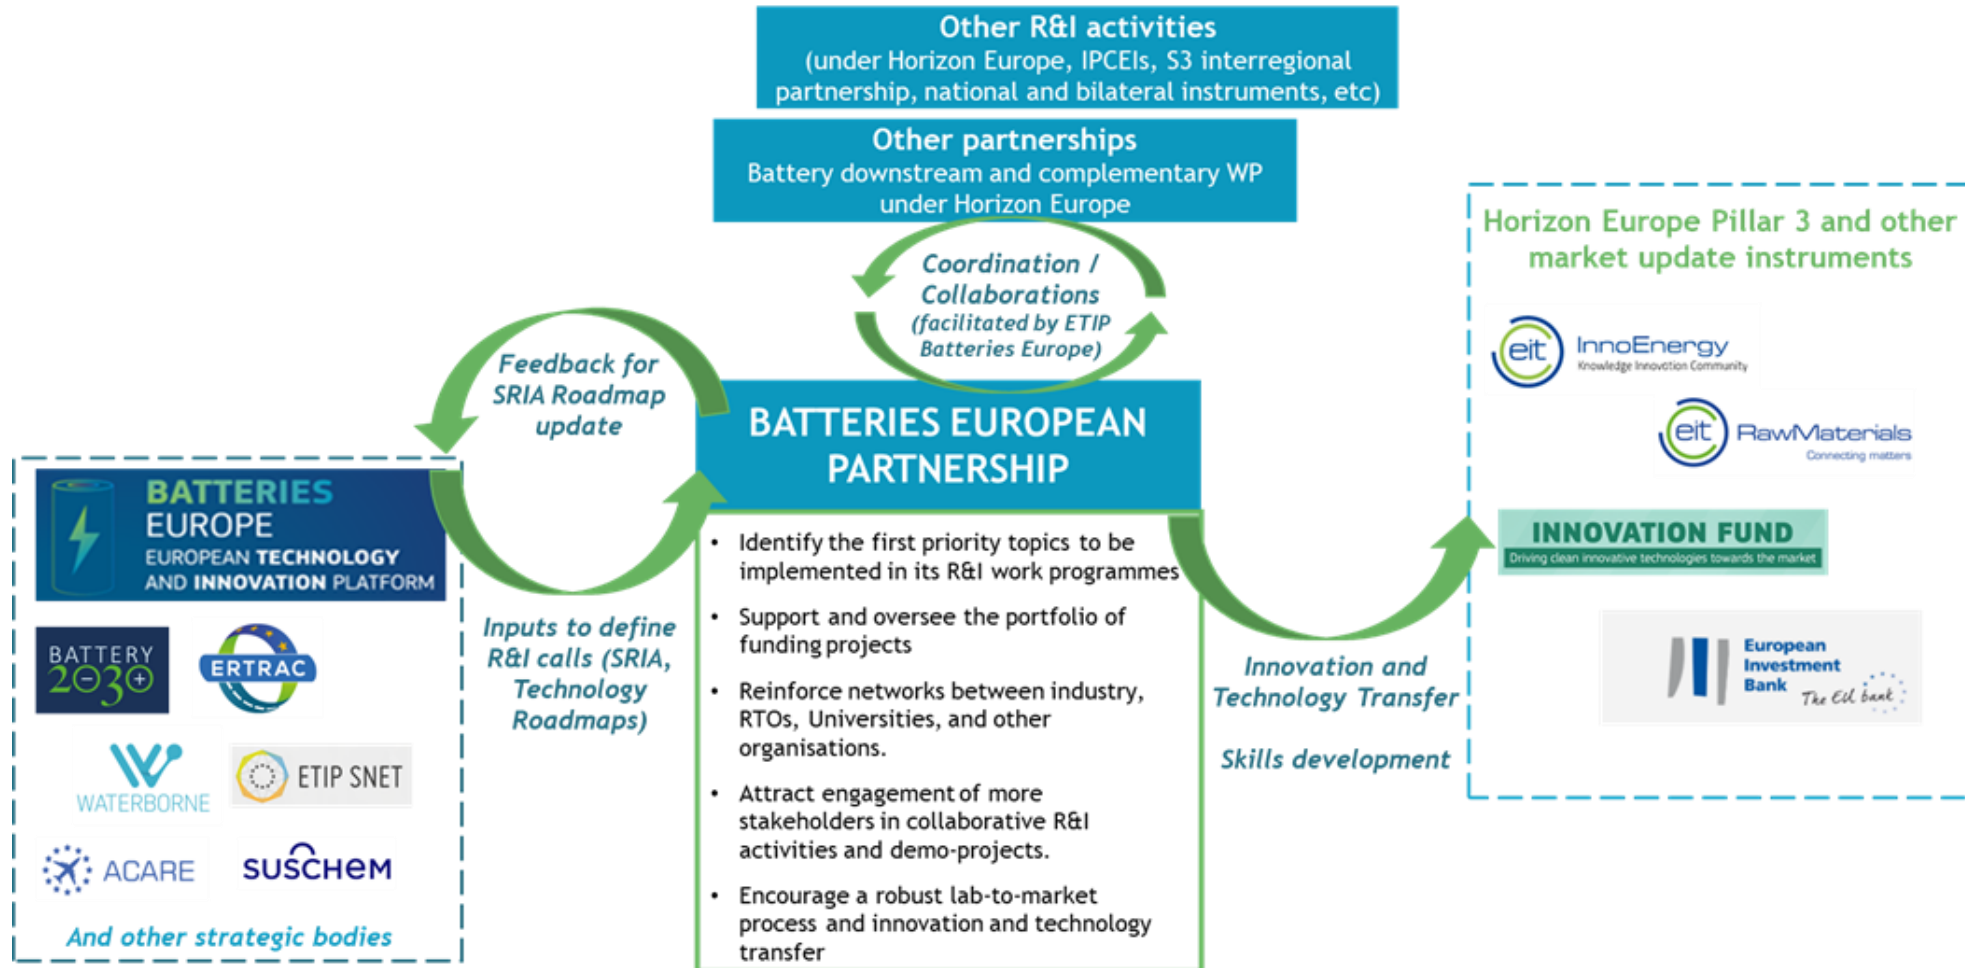 Other R&I activities
(under Horizon Europe, IPCEIs, S3 interregional
partnership, national and bilateral instruments, etc)
Other partnerships
Battery downstream and complementary WP
under Horizon Europe
Coordination /
Collaborations
(facilitated by ETIP
Batteries Europe)
Feedback for
SRIA Roadmap
update
BATTERIES
EUROPE
EUROPEAN TECHNOLOGY
AND INNOVATION PLATFORM
BATTERY
2030
ERTRAC
WATERBORNE
ETIP SNET
ACARE
SUSCHEM
And other strategic bodies
Inputs to define
R&I calls (SRIA,
Technology
Roadmaps)
BATTERIES EUROPEAN
PARTNERSHIP
• Identify the first priority topics to be
implemented in its R&I work programmes
• Support and oversee the portfolio of
funding projects
• Reinforce networks between industry,
RTOs, Universities, and other
organisations.
• Attract engagement of more
stakeholders in collaborative R&I
activities and demo-projects.
• Encourage a robust lab-to-market
process and innovation and technology
transfer
Innovation and
Technology Transfer
Skills development
Horizon Europe Pillar 3 and other
market update instruments
eit InnoEnergy
Knowledge Innovation Community
eit RawMaterials
Connecting matters
INNOVATION FUND
Driving clean innovative technologies towards the market
European
Investment
Bank
The EU bank